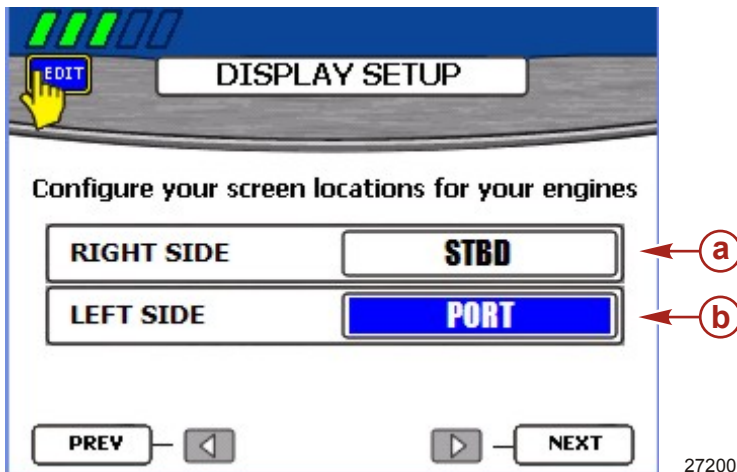 EDIT
DISPLAY SETUP
Configure your screen locations for your engines
RIGHT SIDE STBD a
LEFT SIDE PORT b
PREV NEXT
27200